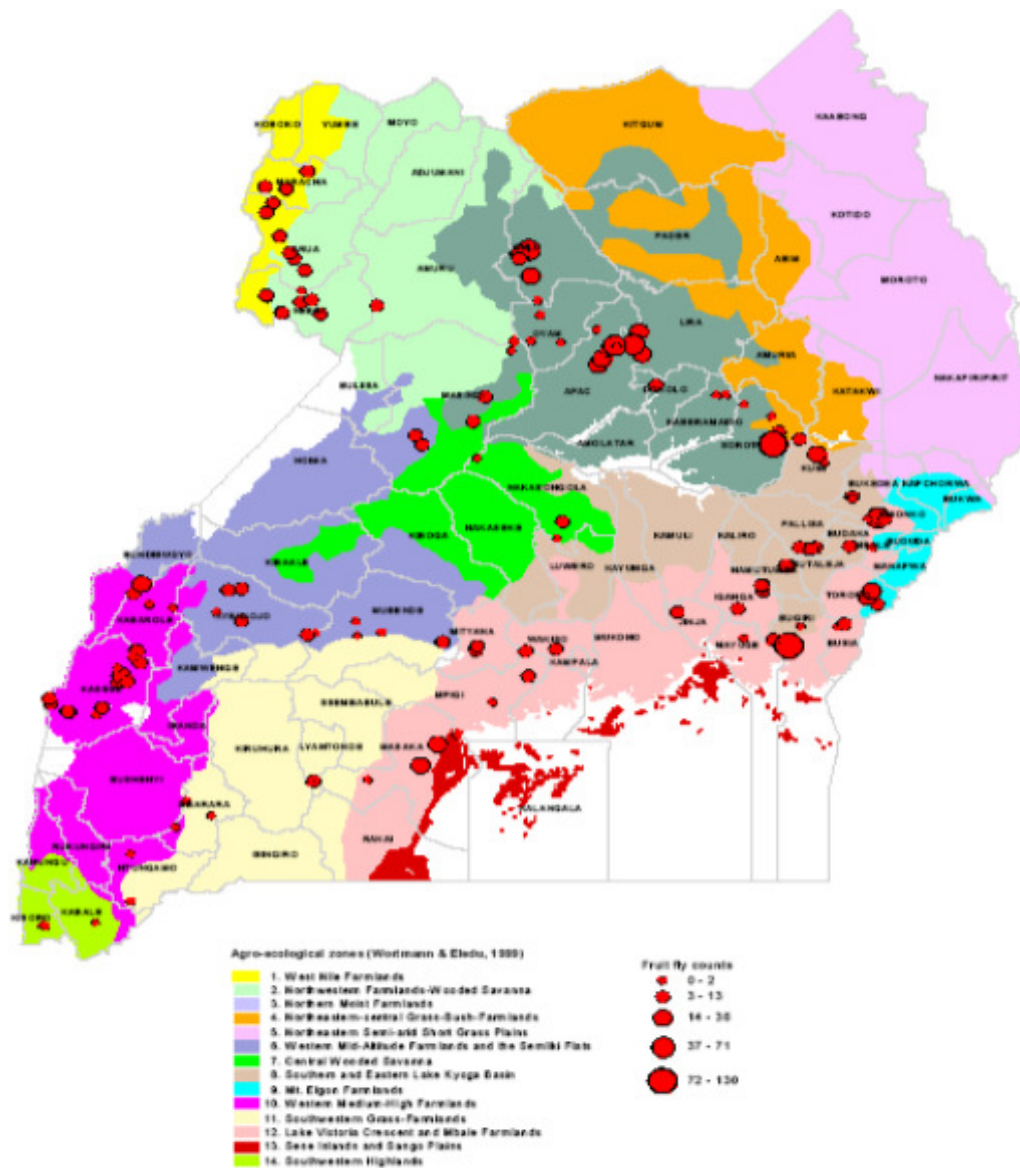 KOBOKO
YUMBE
MOYO
KITGUM
KAABONG
MARACHA
ADJUMANI
KOTIDO
PADER
ABIM
AMURU
MOROTO
OYAM
LIRA
AMURIA
NAKAPIRIPIRIT
BULISA
KATAKWI
MASINDI
APAC
DOKOLO
KABERAMAIDO
AMOLATAR
SOROTI
HOIMA
KUMI
NAKASONGOLA
BUKEDEA
KAPCHORWA
BUKWA
KIBOGA
NAKASEKE
KAMULI
KALIRO
PALLISA
BUDAKA
BUNDIBUGYO
KIBAALE
LUWERO
KAYUNGA
NAMUTUMBA
BUTALEJA
MANAFWA
KABAROLE
KYENJOJO
MUBENDE
IGANGA
TORORO
BUGIRI
MITYANA
WAKISO
MUKONO
JINJA
MAYUGE
BUSIA
KAMWENGE
KAMPALA
KASESE
SSEMBABULE
MPIGI
IBANDA
KIRUHURA
LYANTONDE
MASAKA
BUSHENYI
KALANGALA
MBARARA
RUKUNGIRI
RAKAI
KANUNGU
NTUNGAMO
ISINGIRO
KISORO
KABALE
Agro-ecological zones (Wortmann & Eledu, 1999)
1. West Nile Farmlands
2. Northwestern Farmlands-Wooded Savanna
3. Northern Moist Farmlands
4. Northeastern-central Grass-Bush-Farmlands
5. Northeastern Semi-arid Short Grass Plains
6. Western Mid-Altitude Farmlands and the Semliki Flats
7. Central Wooded Savanna
8. Southern and Eastern Lake Kyoga Basin
9. Mt. Elgon Farmlands
10. Western Medium-High Farmlands
11. Southwestern Grass-Farmlands
12. Lake Victoria Crescent and Mbale Farmlands
13. Sese Islands and Sango Plains
14. Southwestern Highlands
Fruit fly counts
0 - 2
3 - 13
14 - 36
37 - 71
72 - 130